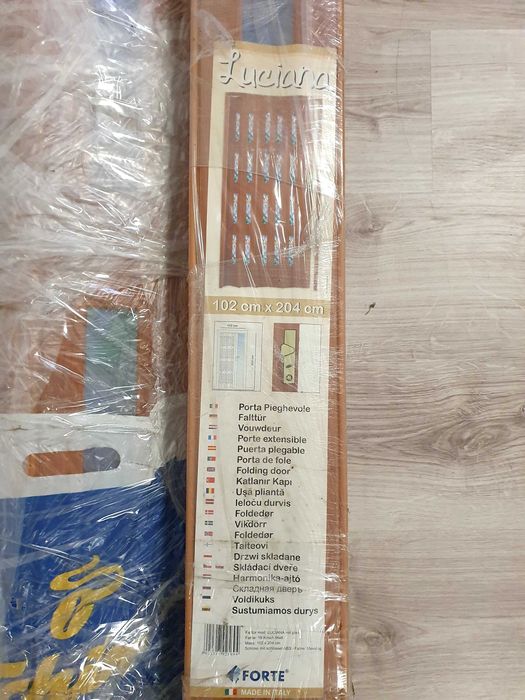 Luciana
102 cm x 204 cm
Porta Pieghevole
Falttür
Vouwdeur
Porte extensible
Puerta plegable
Porta de fole
Folding door
Katlanır Kapı
Uşă pliantă
Ielocu durvis
Foldedør
Vikdörr
Foldedør
Taiteovi
Drzwi składane
Skládací dveře
Harmonika-ajtó
Складная дверь
Voldikuks
Sustumiamos durys
FORTE
MADE IN ITALY